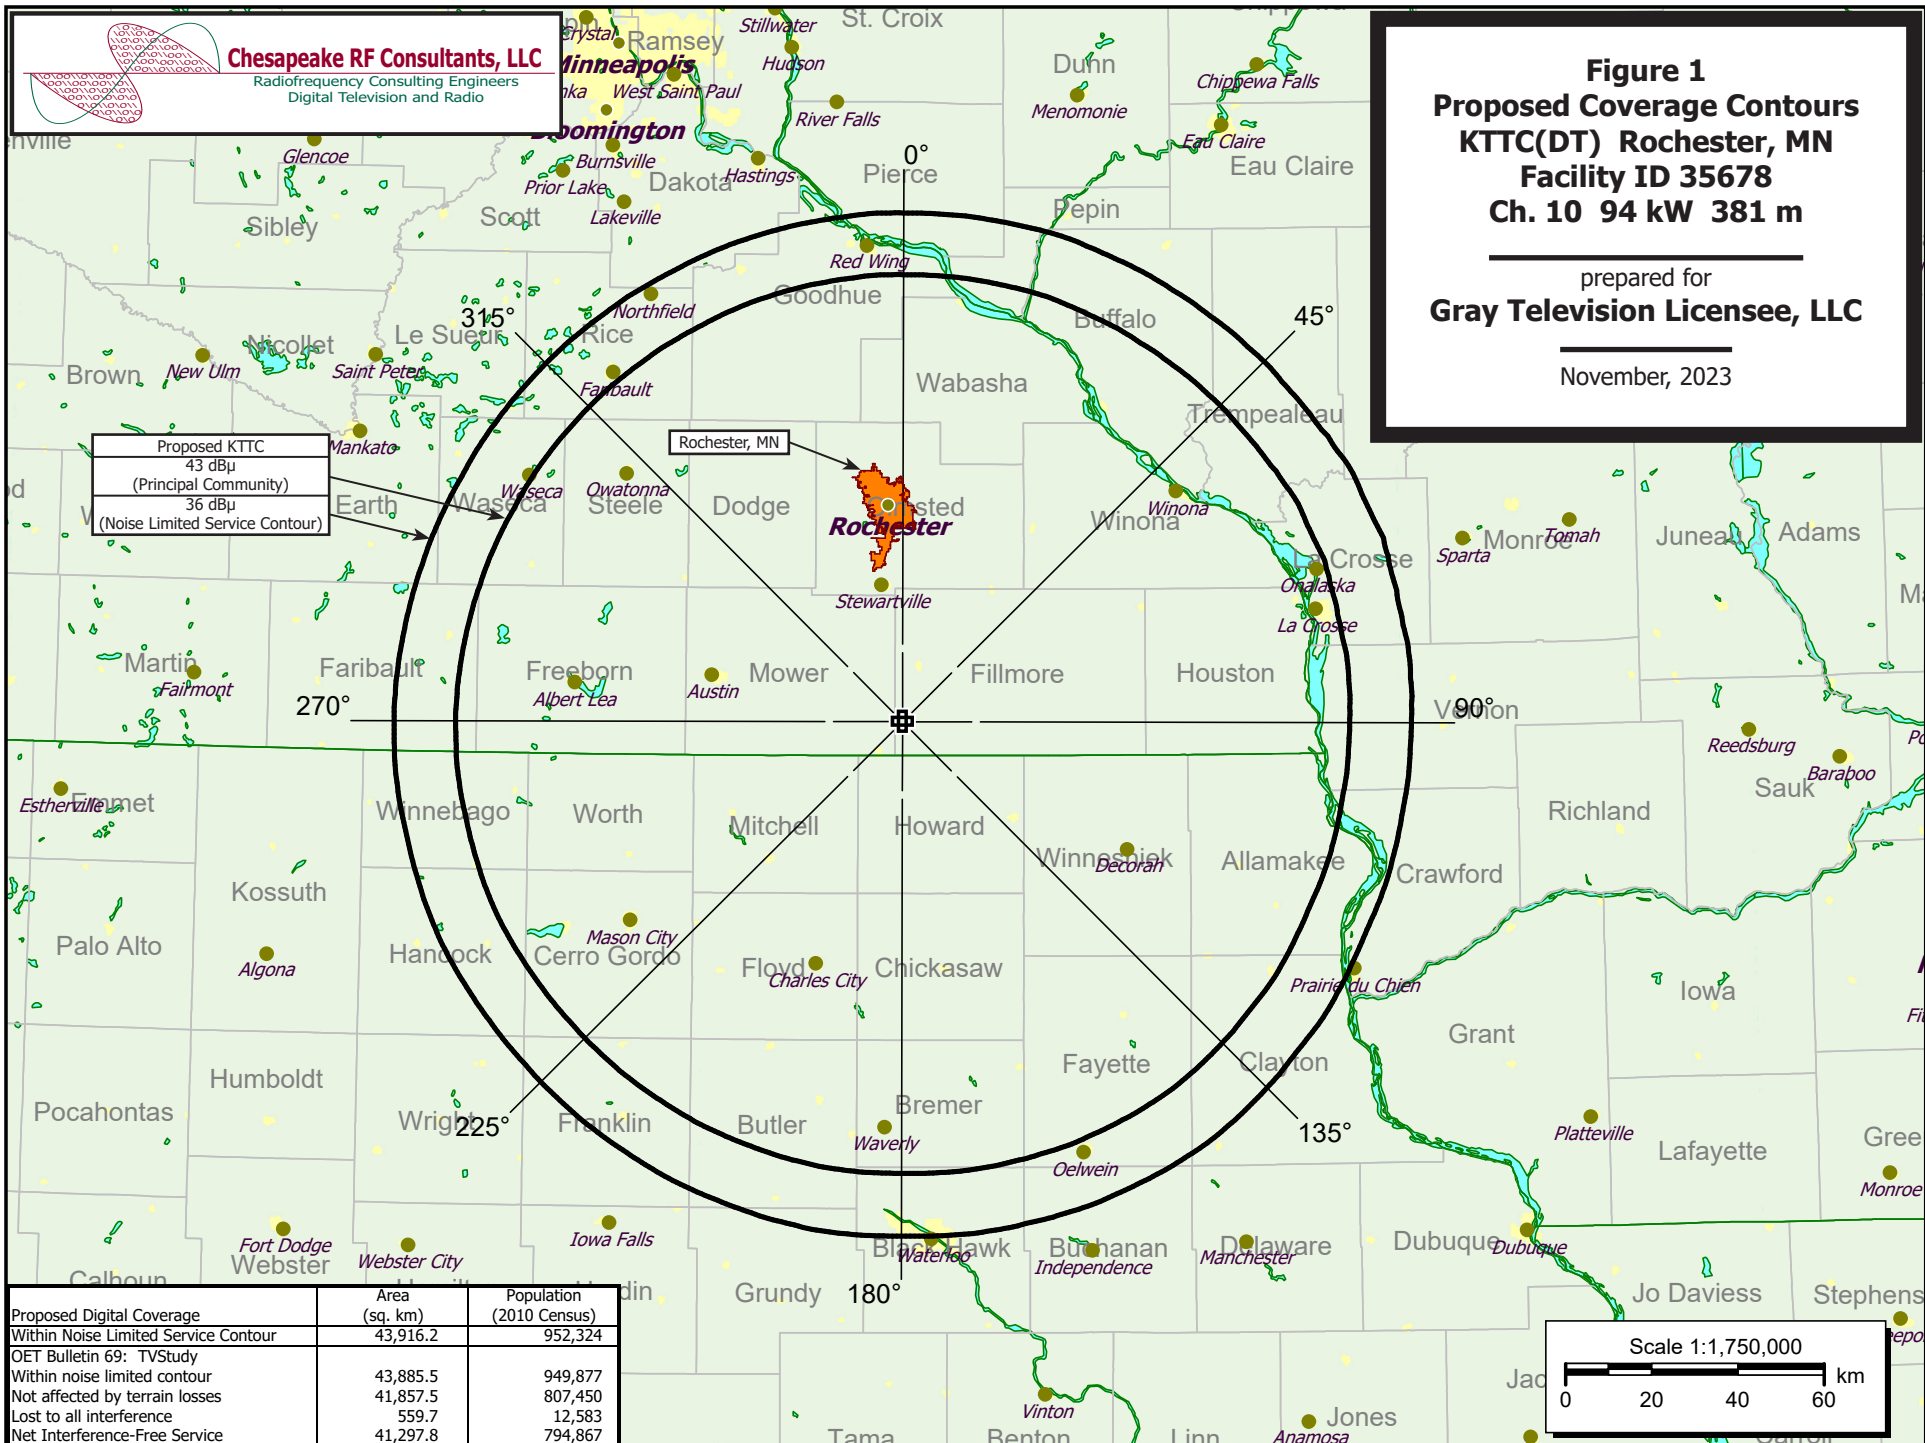 Chesapeake RF Consultants, LLC
Radiofrequency Consulting Engineers
Digital Television and Radio
Figure 1
Proposed Coverage Contours
KTTC(DT) Rochester, MN
Facility ID 35678
Ch. 10 94 kW 381 m
prepared for
Gray Television Licensee, LLC
November, 2023
St. Croix
Stillwater
Crystal
Ramsey
Minneapolis
Hudson
Dunn
Chippewa Falls
West Saint Paul
River Falls
Menomonie
Bloomington
Eau Claire
Eau Claire
Glencoe
Burnsville
Prior Lake
Dakota
Hastings
0°
Pierce
Lakeville
Scott
Sibley
Pepin
Red Wing
Goodhue
Northfield
315°
45°
Le Sueur
Rice
Buffalo
Nicollet
Brown
New Ulm
Saint Peter
Faribault
Wabasha
Trempealeau
Mankato
Rochester, MN
Proposed KTTC
43 dBµ
(Principal Community)
36 dBµ
(Noise Limited Service Contour)
Earth
Waseca
Waseca
Owatonna
Steele
Dodge
Olmsted
Rochester
Winona
Winona
La Crosse
Sparta
Monroe
Tomah
Juneau
Adams
Onalaska
Stewartville
La Crosse
Martin
Fairmont
Faribault
Freeborn
Albert Lea
Austin
Mower
Fillmore
Houston
270°
Vernon
90°
Reedsburg
Baraboo
Sauk
Estherville
Emmet
Winnebago
Worth
Mitchell
Howard
Richland
Winneshiek
Decorah
Allamakee
Crawford
Kossuth
Palo Alto
Algona
Hancock
Mason City
Cerro Gordo
Floyd
Charles City
Chickasaw
Prairie du Chien
Iowa
Grant
Fayette
Clayton
Humboldt
Pocahontas
Wright
225°
Franklin
Butler
Bremer
Waverly
135°
Platteville
Lafayette
Gree
Oelwein
Monroe
Fort Dodge
Webster
Webster City
Iowa Falls
Black Hawk
Waterloo
Buchanan
Independence
Delaware
Manchester
Dubuque
Dubuque
Calhoun
Grundy
180°
Jo Daviess
Stephens
Proposed Digital Coverage Area (sq. km) Population (2010 Census)
Within Noise Limited Service Contour 43,916.2 952,324
OET Bulletin 69: TVStudy
Within noise limited contour 43,885.5 949,877
Not affected by terrain losses 41,857.5 807,450
Lost to all interference 559.7 12,583
Net Interference-Free Service 41,297.8 794,867
Scale 1:1,750,000
km
0 20 40 60
Vinton
Jones
Anamosa
Tama
Benton
Linn